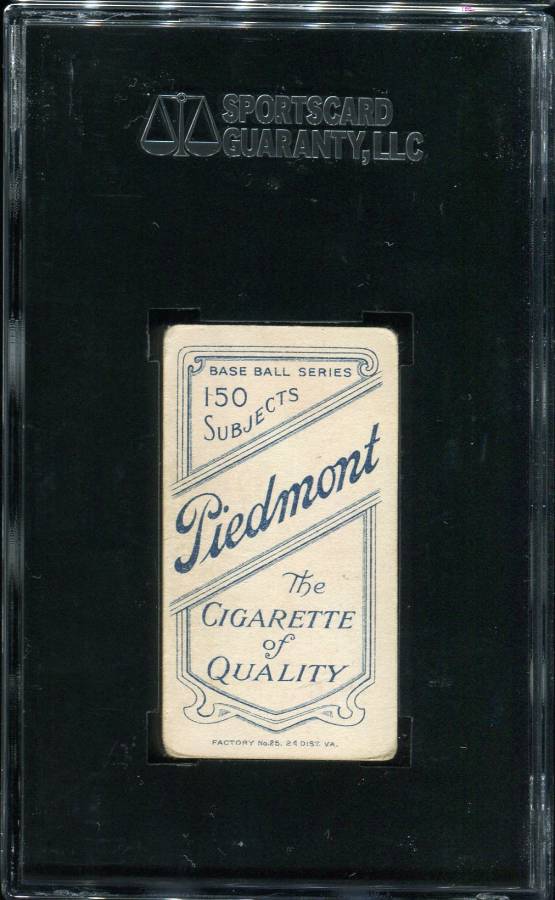 SPORTSCARD
GUARANTY, LLC
BASE BALL SERIES
150
SUBJECTS
Piedmont
The
CIGARETTE
of
QUALITY
FACTORY No. 25, 2d DIST. VA.